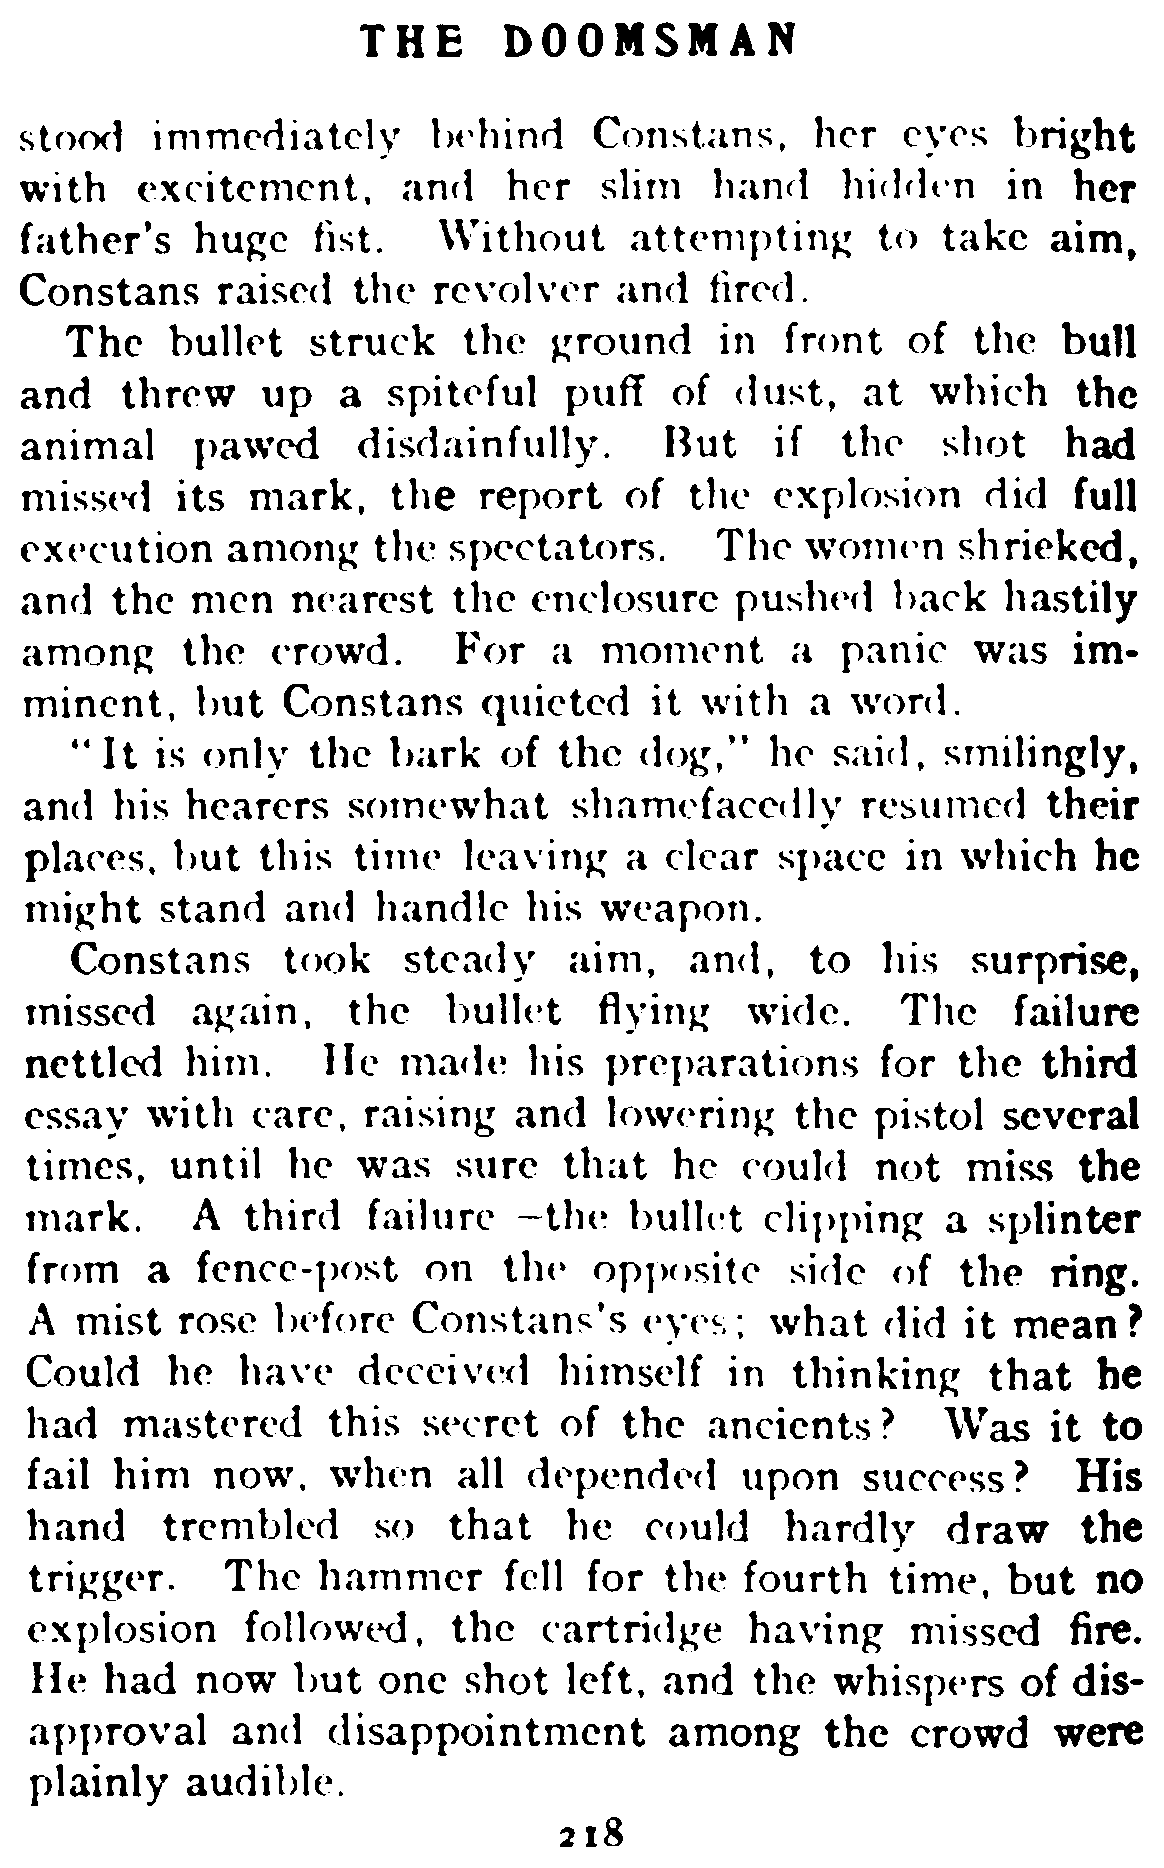 THE DOOMSMAN
stood immediately behind Constans, her eyes bright
with excitement, and her slim hand hidden in her
father's huge fist. Without attempting to take aim,
Constans raised the revolver and fired.
The bullet struck the ground in front of the bull
and threw up a spiteful puff of dust, at which the
animal pawed disdainfully. But if the shot had
missed its mark, the report of the explosion did full
execution among the spectators. The women shrieked,
and the men nearest the enclosure pushed back hastily
among the crowd. For a moment a panic was im-
minent, but Constans quieted it with a word.
"It is only the bark of the dog," he said, smilingly,
and his hearers somewhat shamefacedly resumed their
places, but this time leaving a clear space in which he
might stand and handle his weapon.
Constans took steady aim, and, to his surprise,
missed again, the bullet flying wide. The failure
nettled him. He made his preparations for the third
essay with care, raising and lowering the pistol several
times, until he was sure that he could not miss the
mark. A third failure—the bullet clipping a splinter
from a fence-post on the opposite side of the ring.
A mist rose before Constans's eyes; what did it mean?
Could he have deceived himself in thinking that he
had mastered this secret of the ancients? Was it to
fail him now, when all depended upon success? His
hand trembled so that he could hardly draw the
trigger. The hammer fell for the fourth time, but no
explosion followed, the cartridge having missed fire.
He had now but one shot left, and the whispers of dis-
approval and disappointment among the crowd were
plainly audible.
218